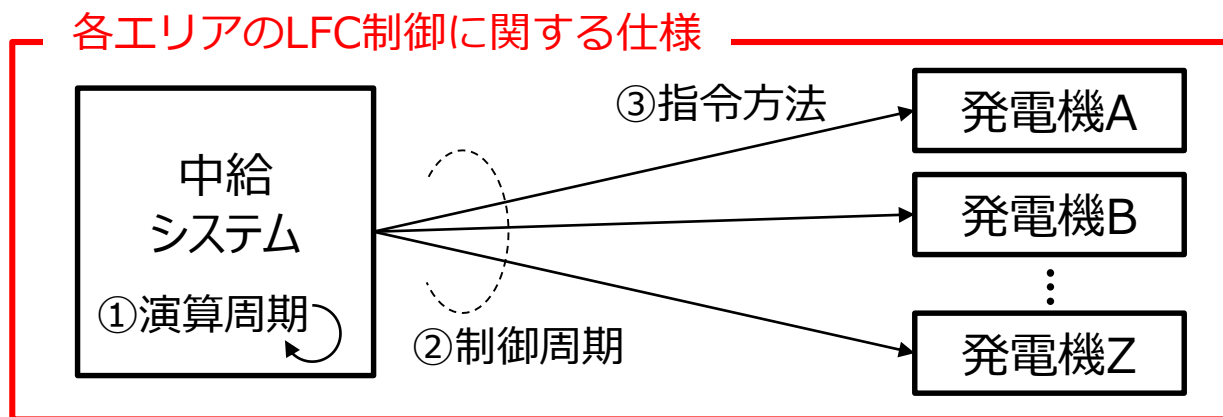 各エリアのLFC制御に関する仕様
中給
システム
①演算周期
②制御周期
③指令方法
発電機A
発電機B
⋮
発電機Z